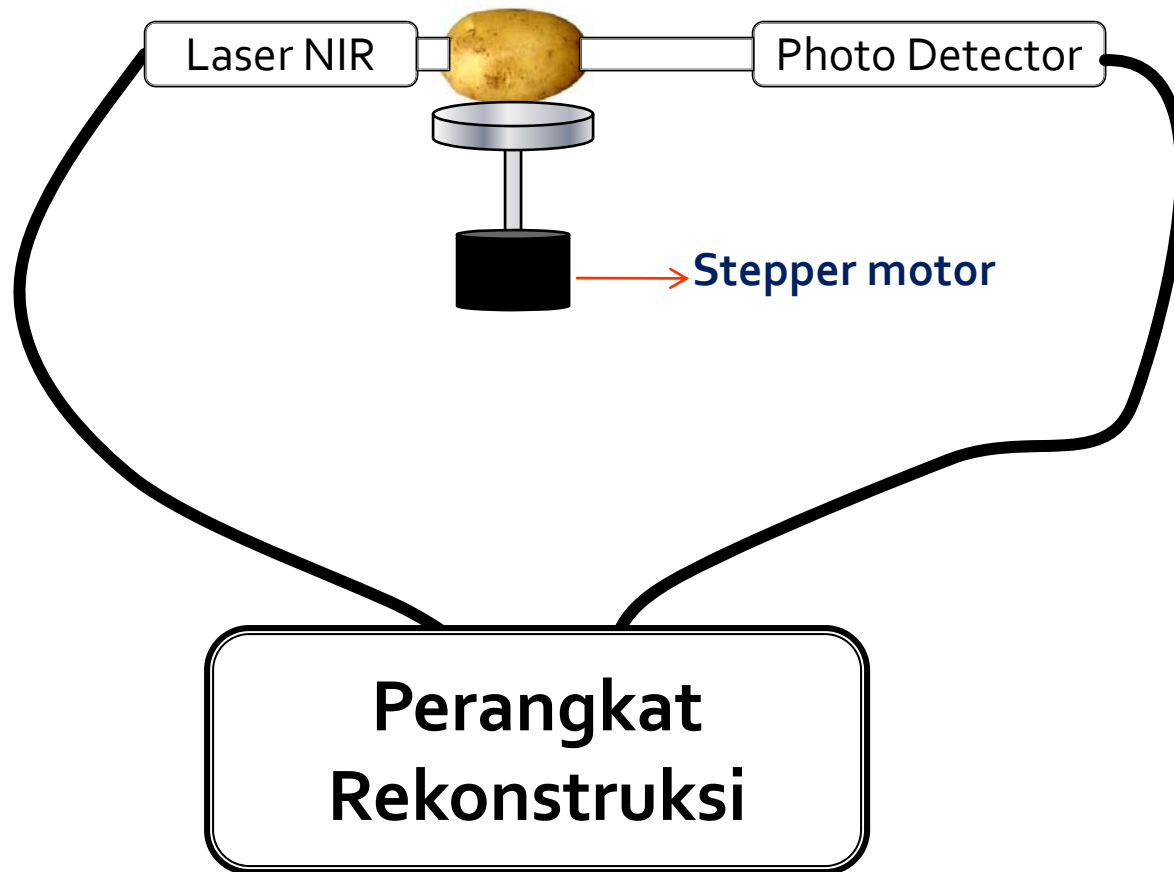 Laser NIR
Photo Detector
Stepper motor
Perangkat
Rekonstruksi